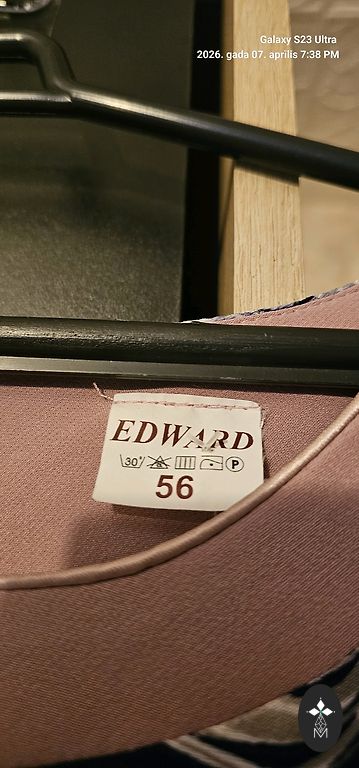 Galaxy S23 Ultra
2026. gada 07. aprīlis 7:38 PM
EDWARD
30° P
56
M